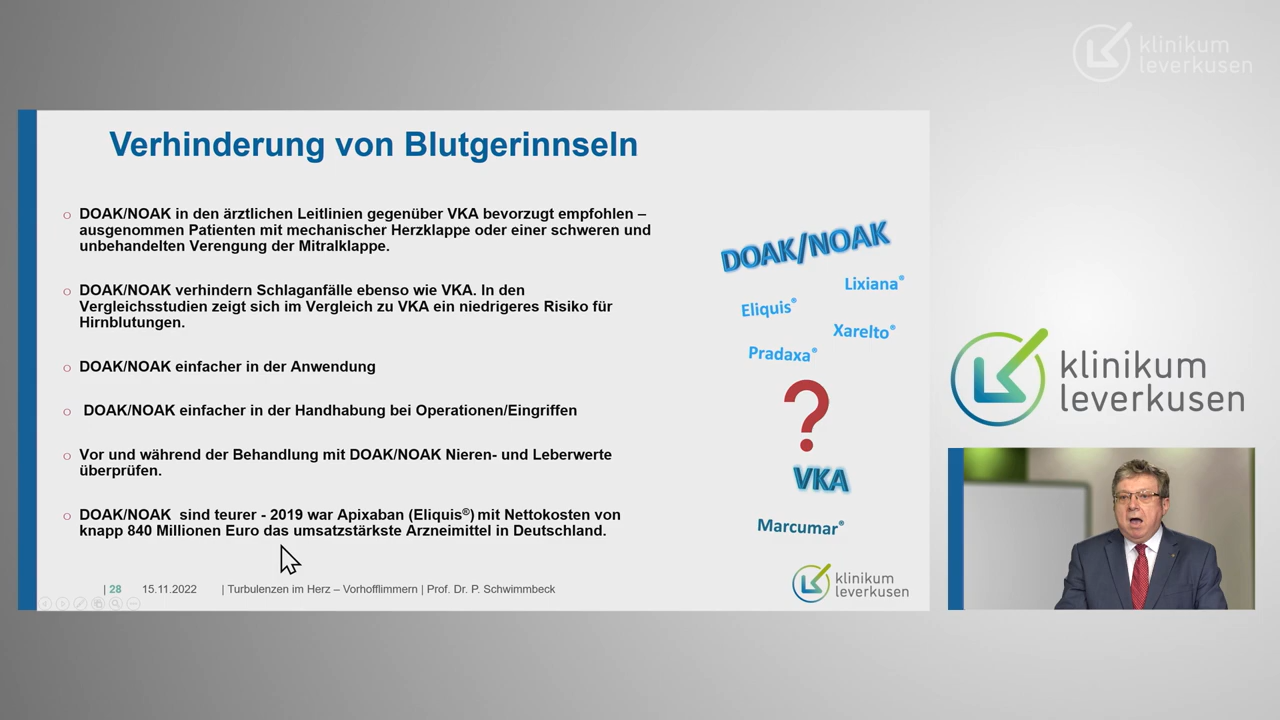 klinikum
leverkusen
Verhinderung von Blutgerinnseln
DOAK/NOAK in den ärztlichen Leitlinien gegenüber VKA bevorzugt empfohlen –
ausgenommen Patienten mit mechanischer Herzklappe oder einer schweren und
unbehandelten Verengung der Mitralklappe.
DOAK/NOAK verhindern Schlaganfälle ebenso wie VKA. In den
Vergleichsstudien zeigt sich im Vergleich zu VKA ein niedrigeres Risiko für
Hirnblutungen.
DOAK/NOAK einfacher in der Anwendung
DOAK/NOAK einfacher in der Handhabung bei Operationen/Eingriffen
Vor und während der Behandlung mit DOAK/NOAK Nieren- und Leberwerte
überprüfen.
DOAK/NOAK sind teurer - 2019 war Apixaban (Eliquis®) mit Nettokosten von
knapp 840 Millionen Euro das umsatzstärkste Arzneimittel in Deutschland.
DOAK/NOAK
Lixiana®
Eliquis®
Xarelto®
Pradaxa®
?
VKA
Marcumar®
| 28 15.11.2022 | Turbulenzen im Herz – Vorhofflimmern | Prof. Dr. P. Schwimmbeck
klinikum
leverkusen
klinikum
leverkusen